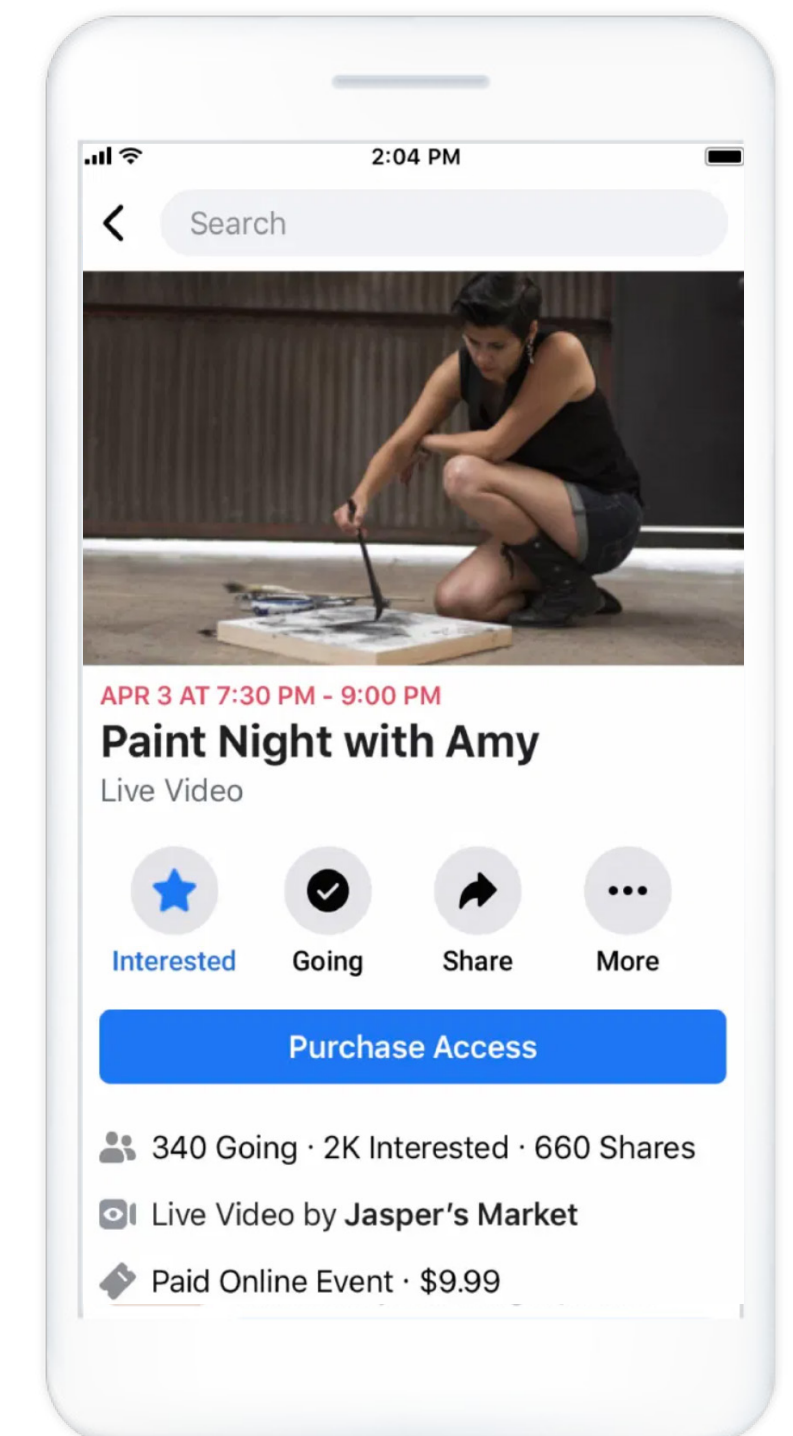 2:04 PM
Search
APR 3 AT 7:30 PM - 9:00 PM
Paint Night with Amy
Live Video
Interested Going Share More
Purchase Access
340 Going · 2K Interested · 660 Shares
Live Video by Jasper’s Market
Paid Online Event · $9.99